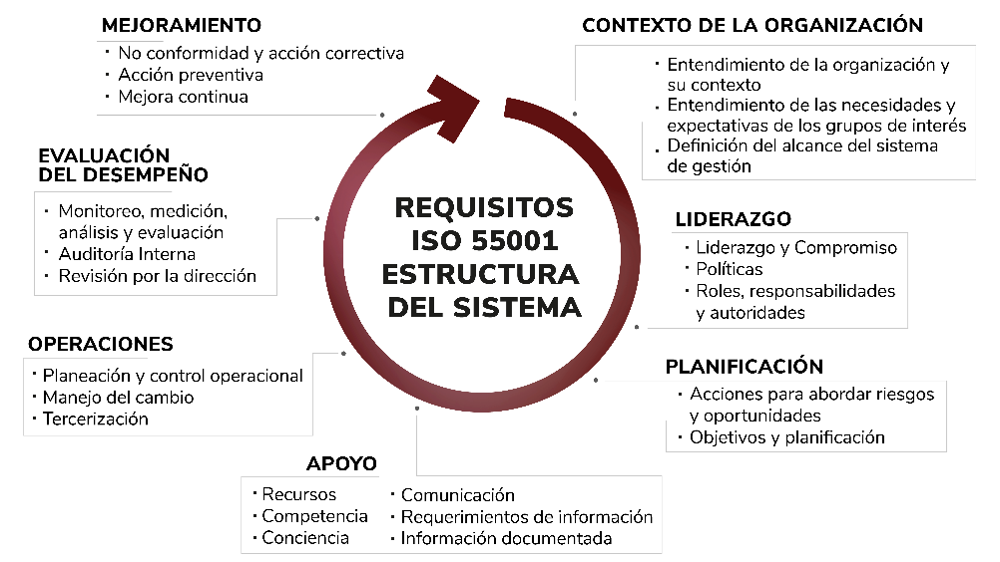 MEJORAMIENTO
· No conformidad y acción correctiva
· Acción preventiva
· Mejora continua
CONTEXTO DE LA ORGANIZACIÓN
· Entendimiento de la organización y
su contexto
· Entendimiento de las necesidades y
expectativas de los grupos de interés
· Definición del alcance del sistema
de gestión
EVALUACIÓN
DEL DESEMPEÑO
· Monitoreo, medición,
análisis y evaluación
· Auditoría Interna
· Revisión por la dirección
REQUISITOS
ISO 55001
ESTRUCTURA
DEL SISTEMA
LIDERAZGO
· Liderazgo y Compromiso
· Políticas
· Roles, responsabilidades
y autoridades
OPERACIONES
· Planeación y control operacional
· Manejo del cambio
· Tercerización
PLANIFICACIÓN
· Acciones para abordar riesgos
y oportunidades
· Objetivos y planificación
APOYO
· Recursos
· Competencia
· Conciencia
· Comunicación
· Requerimientos de información
· Información documentada